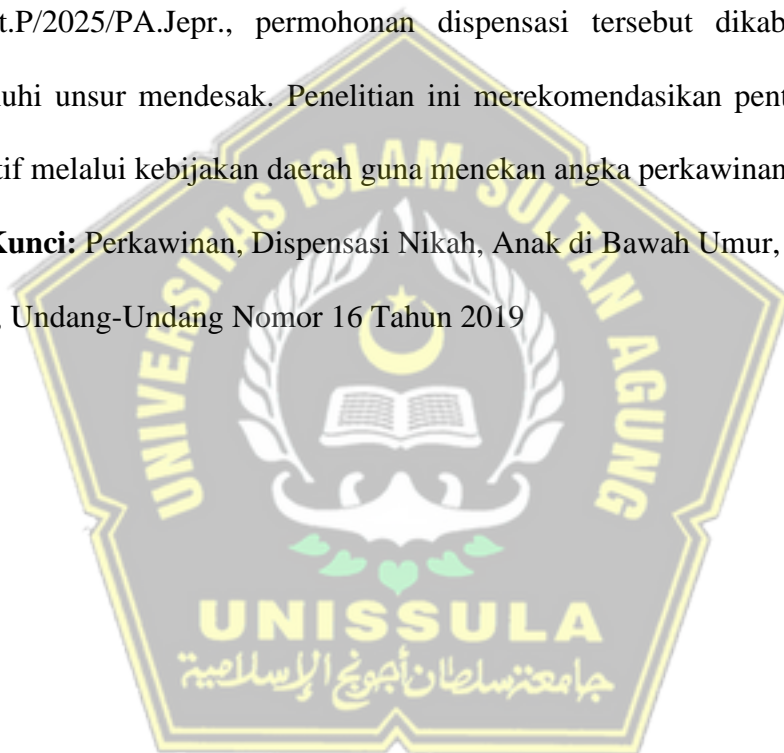 t.P/2025/PA.Jepr., permohonan dispensasi tersebut dikab
uhi unsur mendesak. Penelitian ini merekomendasikan pent
tif melalui kebijakan daerah guna menekan angka perkawinan
Kunci: Perkawinan, Dispensasi Nikah, Anak di Bawah Umur,
, Undang-Undang Nomor 16 Tahun 2019
UNIVERSITAS ISLAM SULTAN AGUNG
UNISSULA
جامعة سلطان أجونج الإسلامية